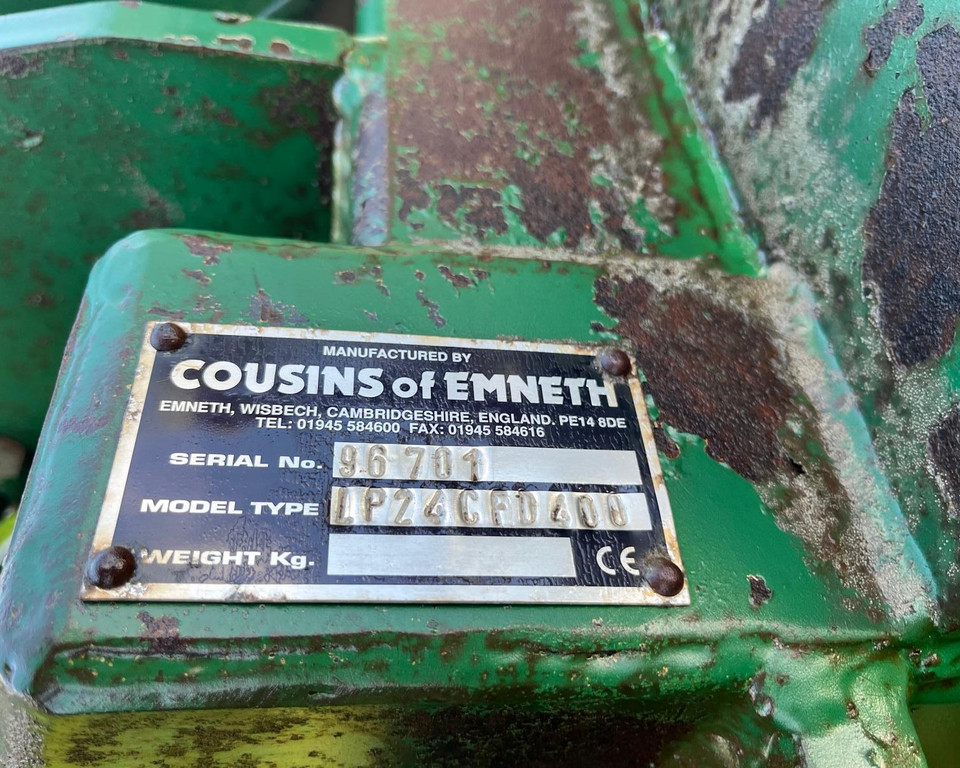 MANUFACTURED BY
COUSINS of EMNETH
EMNETH, WISBECH, CAMBRIDGESHIRE, ENGLAND. PE14 8DE
TEL: 01945 584600 FAX: 01945 584616
SERIAL No. 96701
MODEL TYPE
WEIGHT Kg. CE